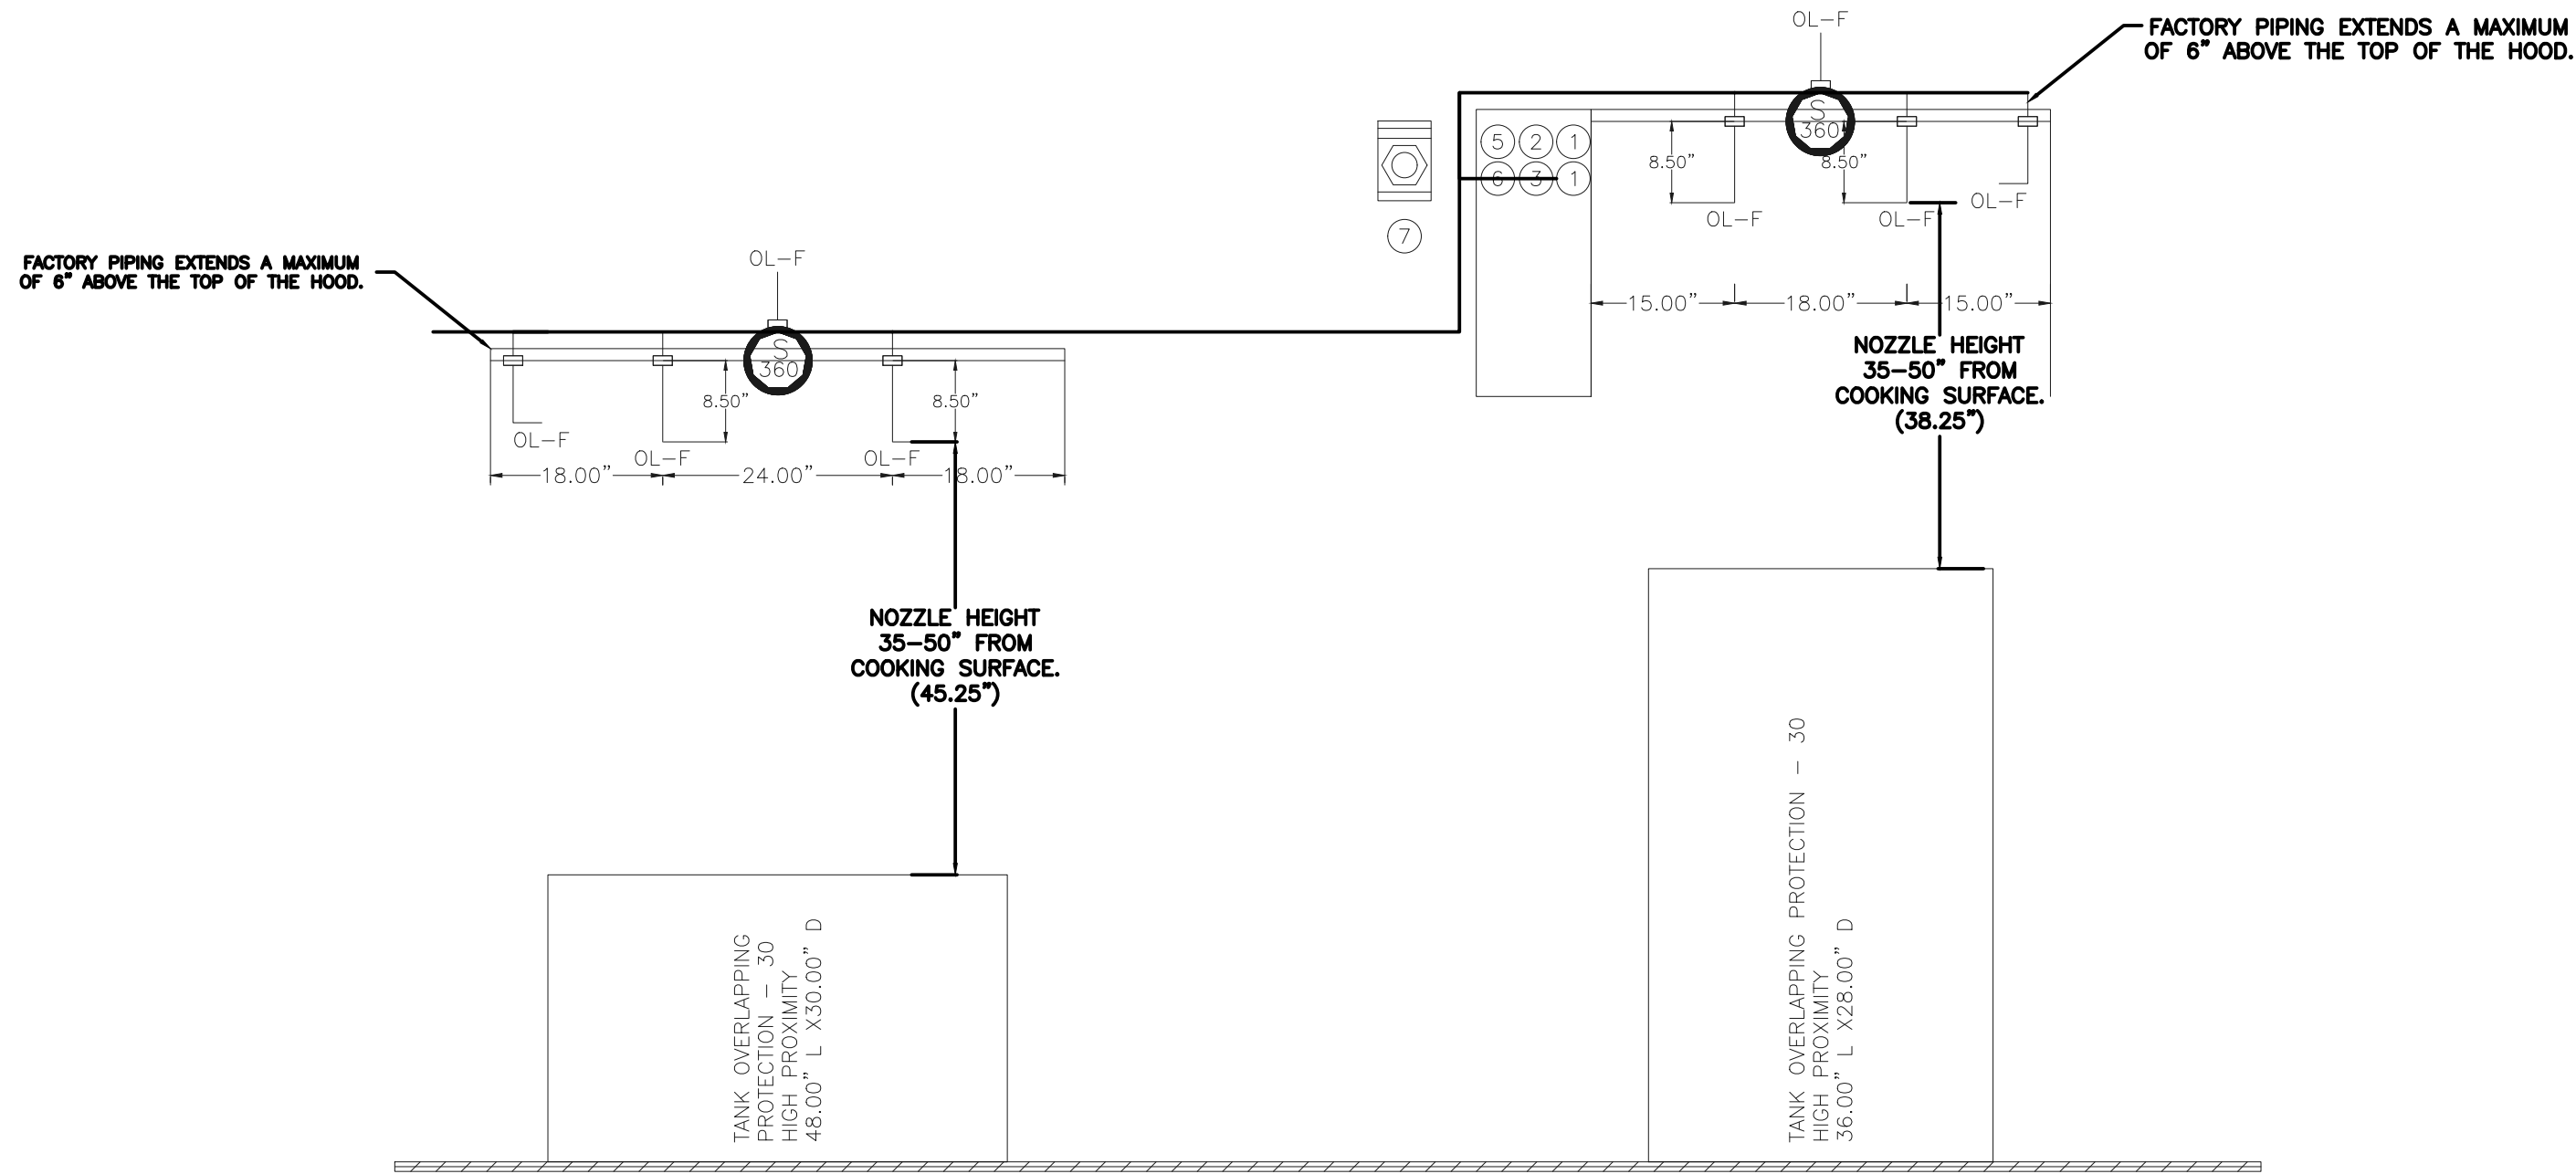 OL-F
FACTORY PIPING EXTENDS A MAXIMUM
OF 6" ABOVE THE TOP OF THE HOOD.
S
360
5
2
1
6
3
1
7
8.50"
8.50"
OL-F
OL-F
OL-F
15.00"
18.00"
15.00"
NOZZLE HEIGHT
35-50" FROM
COOKING SURFACE.
(38.25")
FACTORY PIPING EXTENDS A MAXIMUM
OF 6" ABOVE THE TOP OF THE HOOD.
OL-F
S
360
8.50"
8.50"
OL-F
OL-F
OL-F
18.00"
24.00"
18.00"
NOZZLE HEIGHT
35-50" FROM
COOKING SURFACE.
(45.25")
TANK OVERLAPPING
PROTECTION - 30
HIGH PROXIMITY
48.00" L X30.00" D
TANK OVERLAPPING PROTECTION - 30
HIGH PROXIMITY
36.00" L X28.00" D